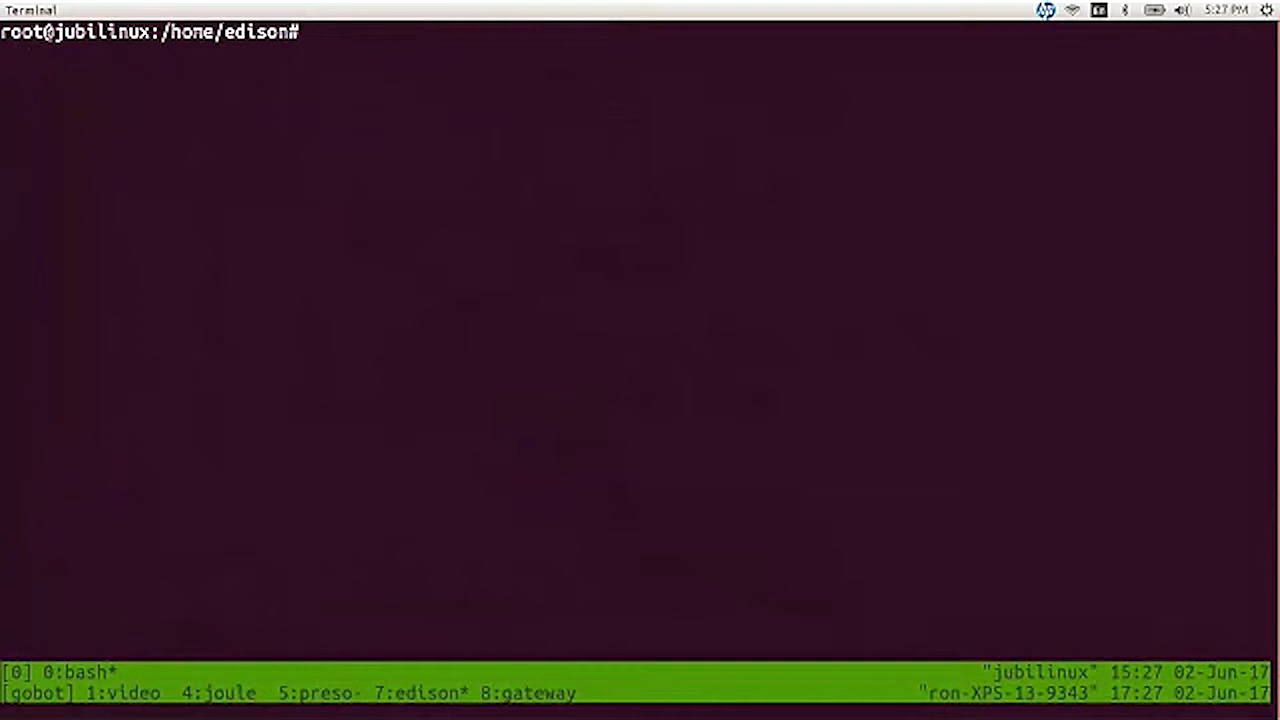 Terminal
5:27 PM
root@jubilinux:/home/edison#
[0] 0:bash* "jubilinux" 15:27 02-Jun-17
[gobot] 1:video 4:joule 5:preso- 7:edison* 8:gateway "ron-XPS-13-9343" 17:27 02-Jun-17